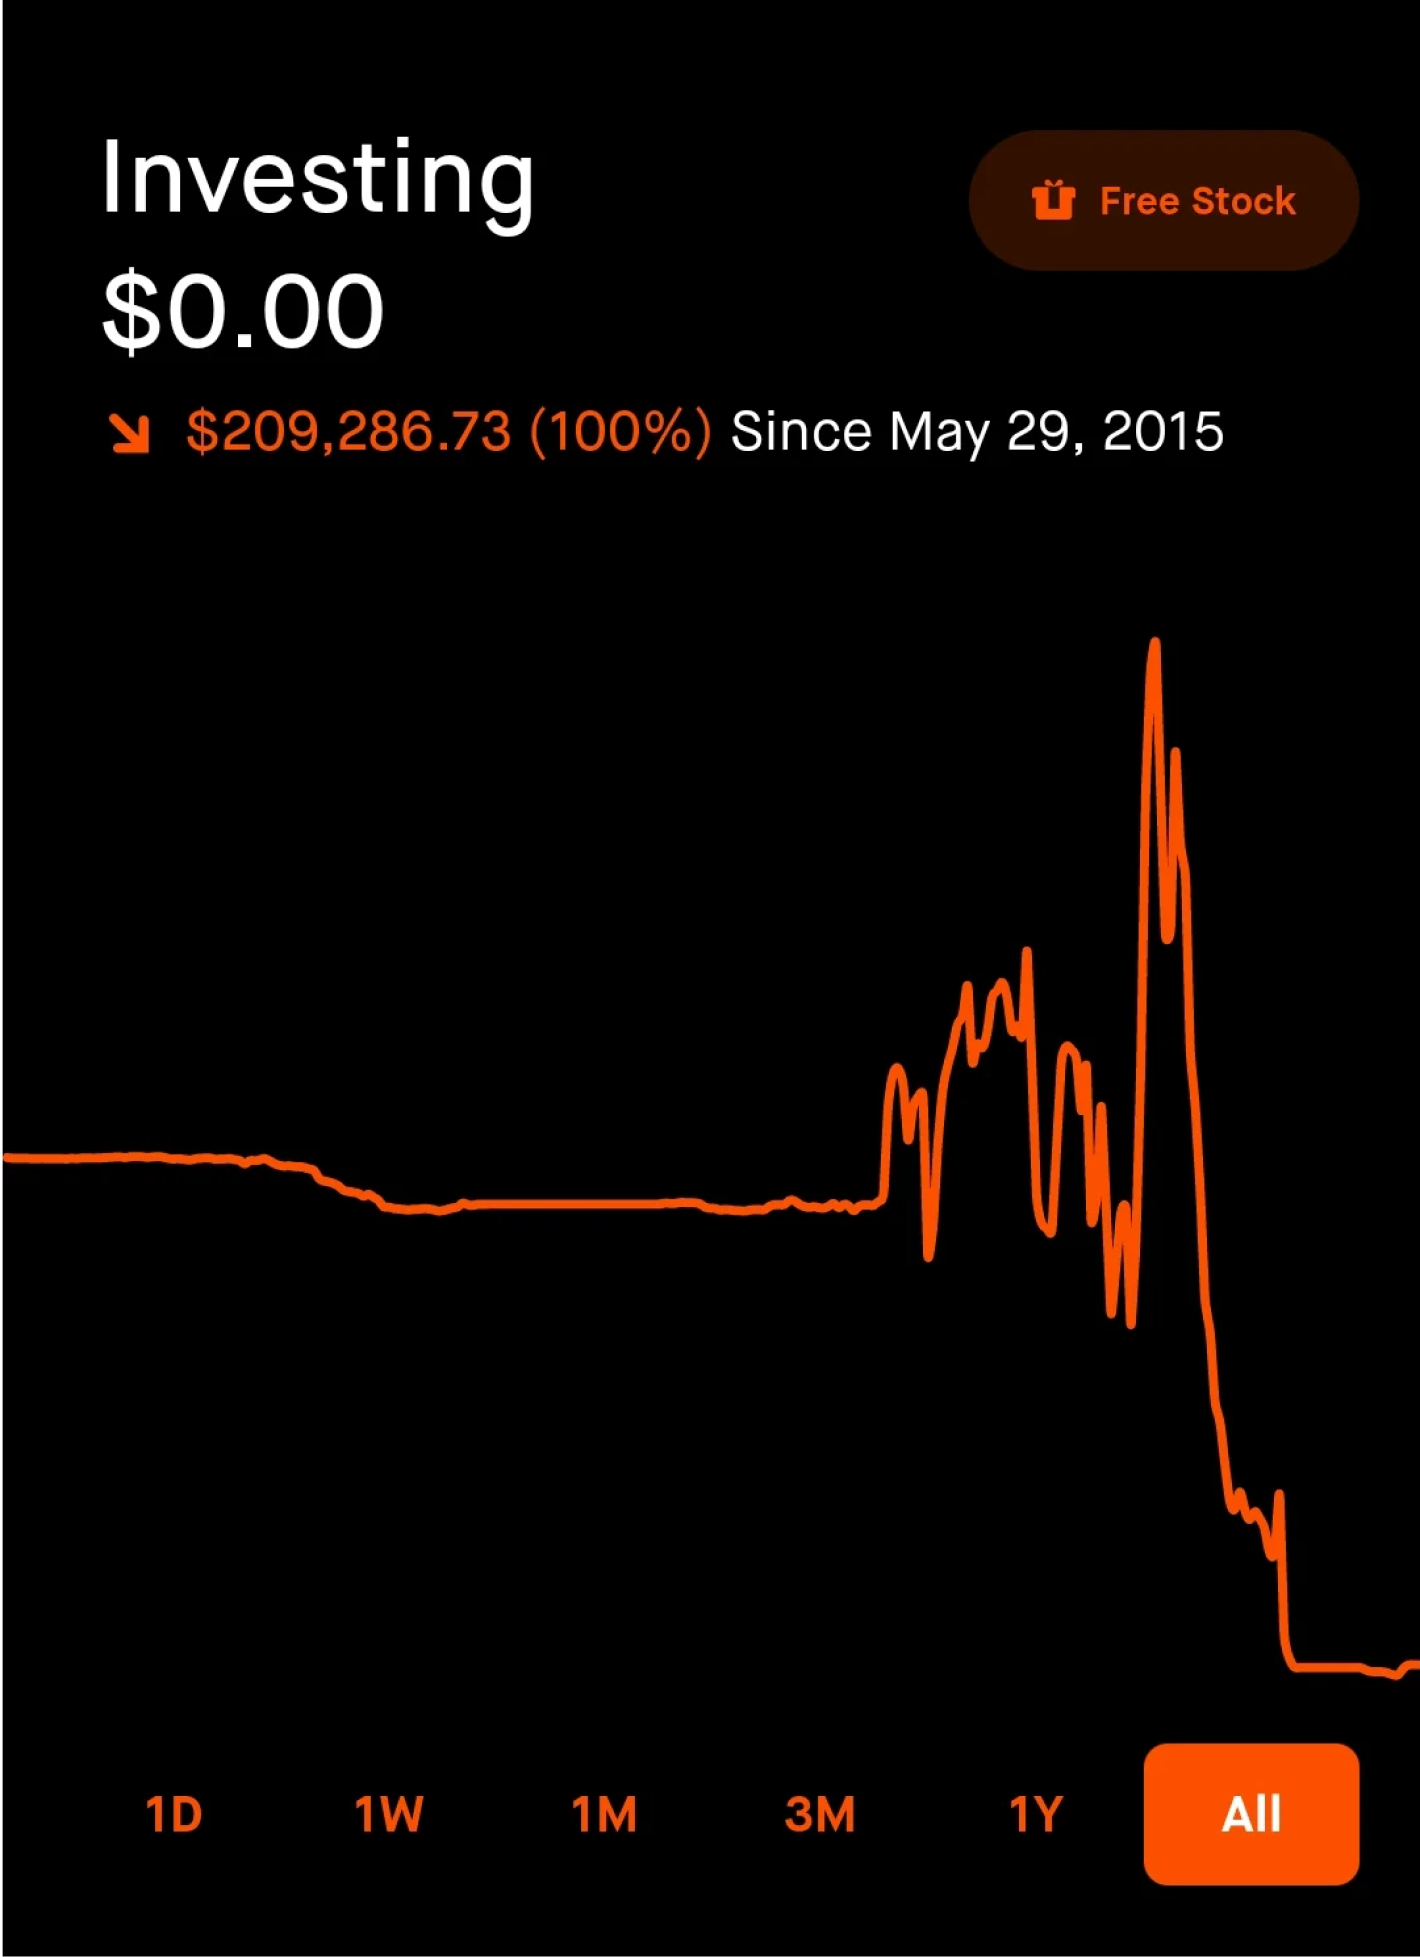 Investing
Free Stock
$0.00
$209,286.73 (100%) Since May 29, 2015
1D 1W 1M 3M 1Y All